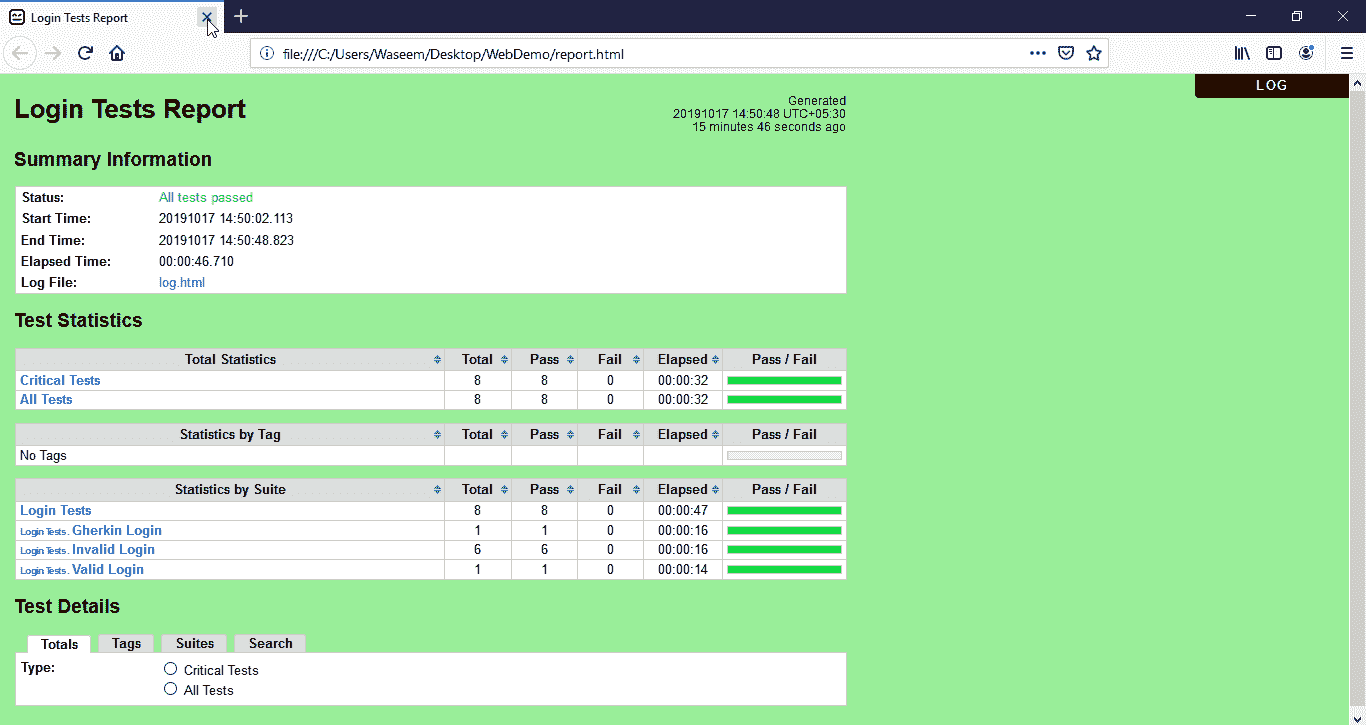 Login Tests Report
file:///C:/Users/Waseem/Desktop/WebDemo/report.html
LOG
Login Tests Report
Generated
20191017 14:50:48 UTC+05:30
15 minutes 46 seconds ago
Summary Information
Status: All tests passed
Start Time: 20191017 14:50:02.113
End Time: 20191017 14:50:48.823
Elapsed Time: 00:00:46.710
Log File: log.html
Test Statistics
Total Statistics Total Pass Fail Elapsed Pass / Fail
Critical Tests 8 8 0 00:00:32
All Tests 8 8 0 00:00:32
Statistics by Tag Total Pass Fail Elapsed Pass / Fail
No Tags
Statistics by Suite Total Pass Fail Elapsed Pass / Fail
Login Tests 8 8 0 00:00:47
Login Tests . Gherkin Login 1 1 0 00:00:16
Login Tests . Invalid Login 6 6 0 00:00:16
Login Tests . Valid Login 1 1 0 00:00:14
Test Details
Totals Tags Suites Search
Type: Critical Tests
All Tests